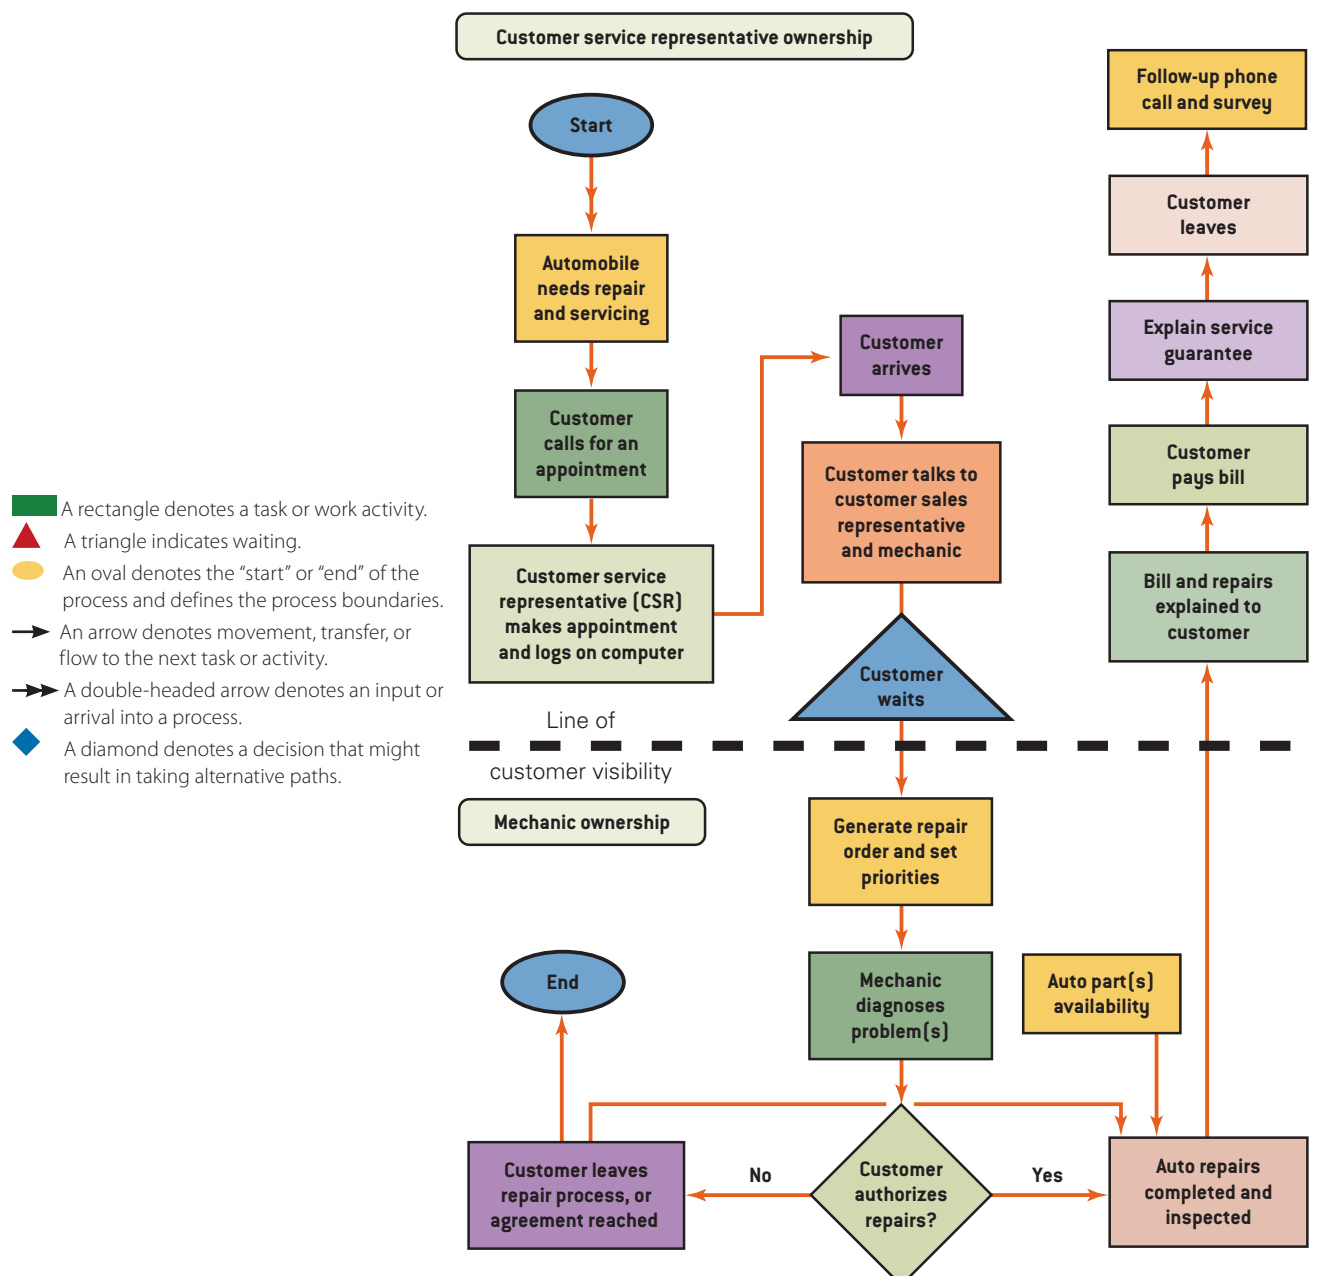 Customer service representative ownership
Start
Automobile
needs repair
and servicing
Customer
calls for an
appointment
Customer service
representative (CSR)
makes appointment
and logs on computer
Customer
arrives
Customer talks to
customer sales
representative
and mechanic
Customer
waits
Follow-up phone
call and survey
Customer
leaves
Explain service
guarantee
Customer
pays bill
Bill and repairs
explained to
customer
A rectangle denotes a task or work activity.
A triangle indicates waiting.
An oval denotes the “start” or “end” of the
process and defines the process boundaries.
An arrow denotes movement, transfer, or
flow to the next task or activity.
A double-headed arrow denotes an input or
arrival into a process.
A diamond denotes a decision that might
result in taking alternative paths.
Line of
customer visibility
Mechanic ownership
Generate repair
order and set
priorities
Mechanic
diagnoses
problem(s)
Auto part(s)
availability
End
Customer leaves
repair process, or
agreement reached
No
Customer
authorizes
repairs?
Yes
Auto repairs
completed and
inspected